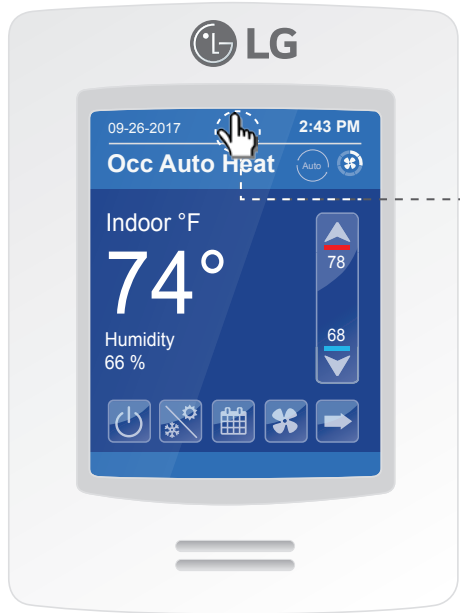 LG
09-26-2017 2:43 PM
Occ Auto Heat Auto
Indoor °F
74°
78
Humidity
66 %
68